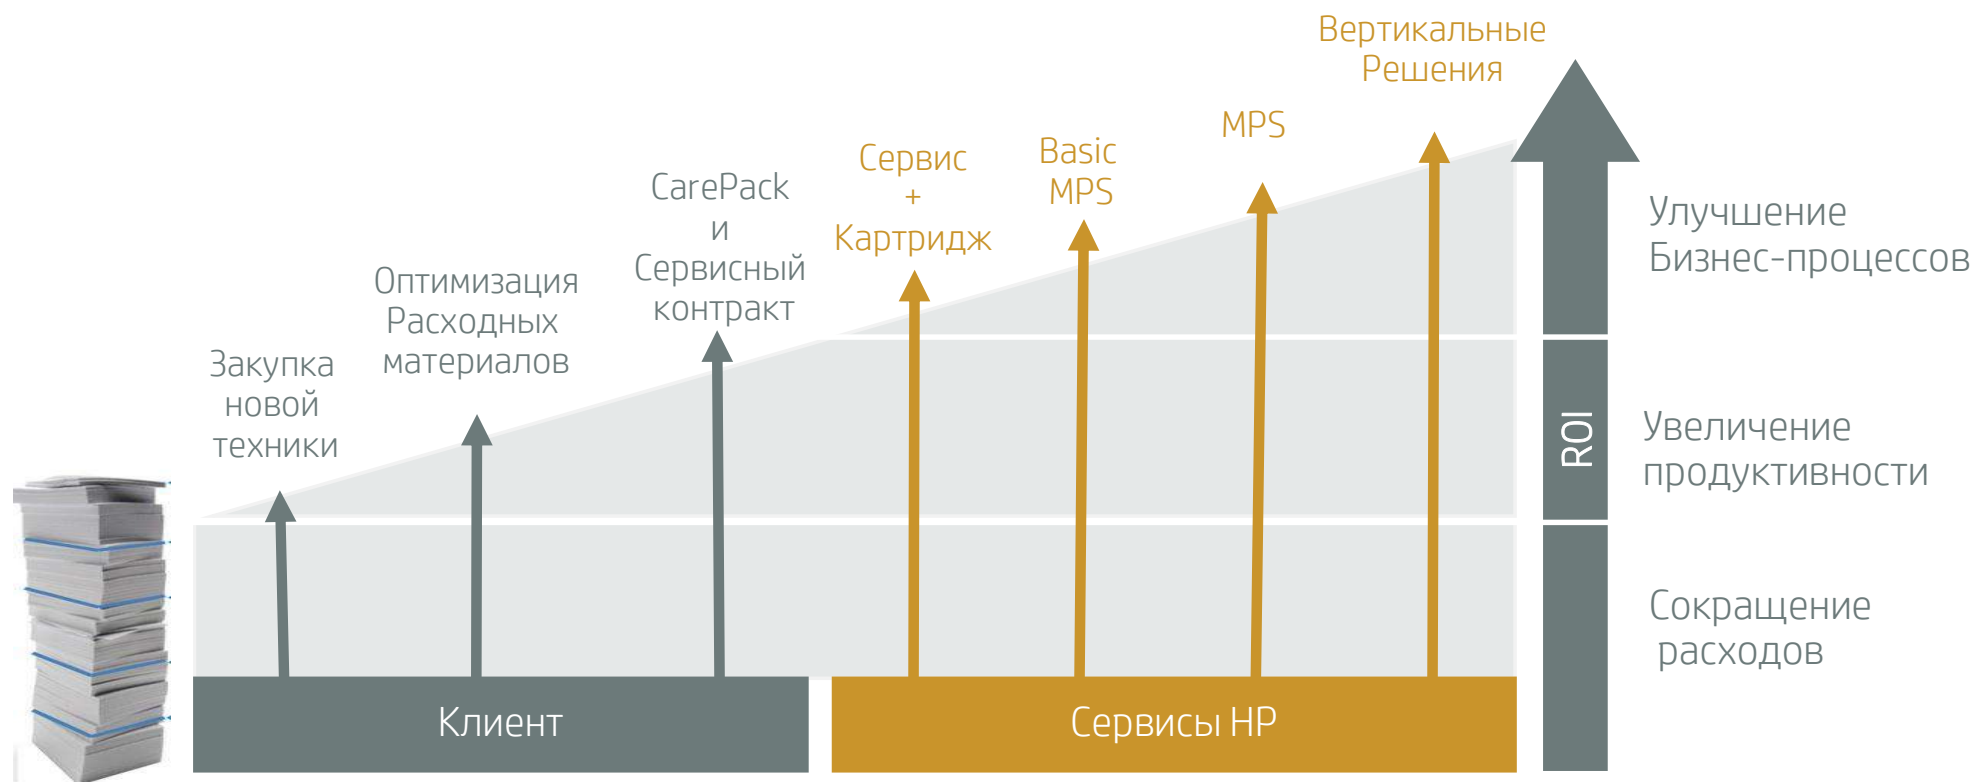 Вертикальные
Решения
MPS
Basic
MPS
Сервис
+
Картридж
CarePack
и
Сервисный
контракт
Оптимизация
Расходных
материалов
Закупка
новой
техники
Улучшение
Бизнес-процессов
ROI
Увеличение
продуктивности
Сокращение
расходов
Клиент
Сервисы HP